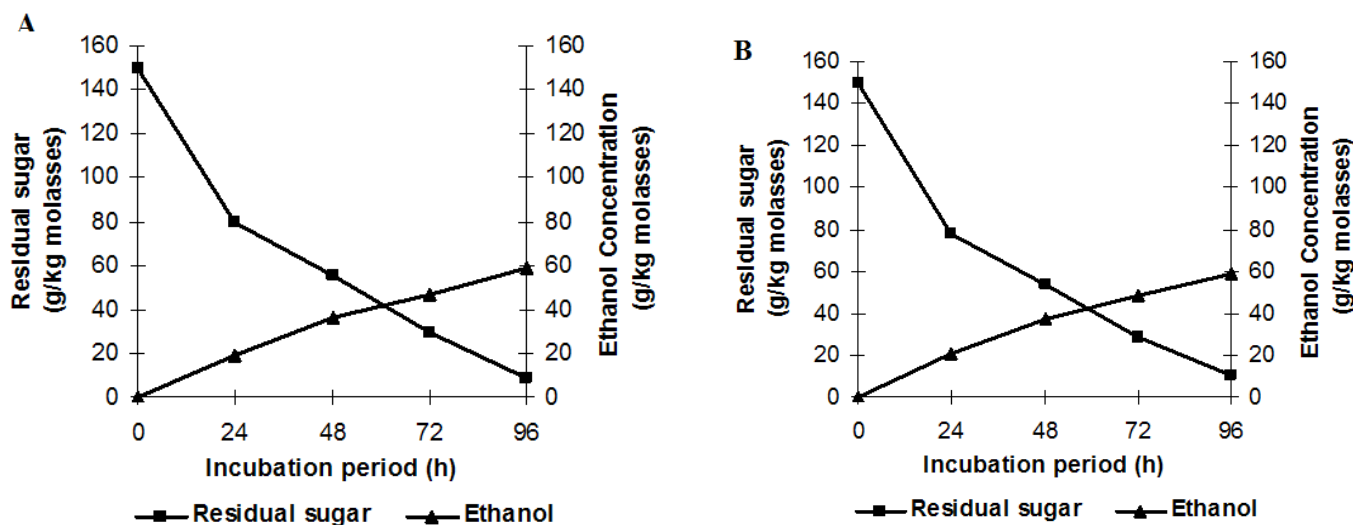 A
Residual sugar
(g/kg molasses)
160
140
120
100
80
60
40
20
0
160
140
120
100
80
60
40
20
0
Ethanol Concentration
(g/kg molasses)
0 24 48 72 96
Incubation period (h)
Residual sugar Ethanol
B
Residual sugar
(g/kg molasses)
160
140
120
100
80
60
40
20
0
160
140
120
100
80
60
40
20
0
Ethanol Concentration
(g/kg molasses)
0 24 48 72 96
Incubation period (h)
Residual sugar Ethanol